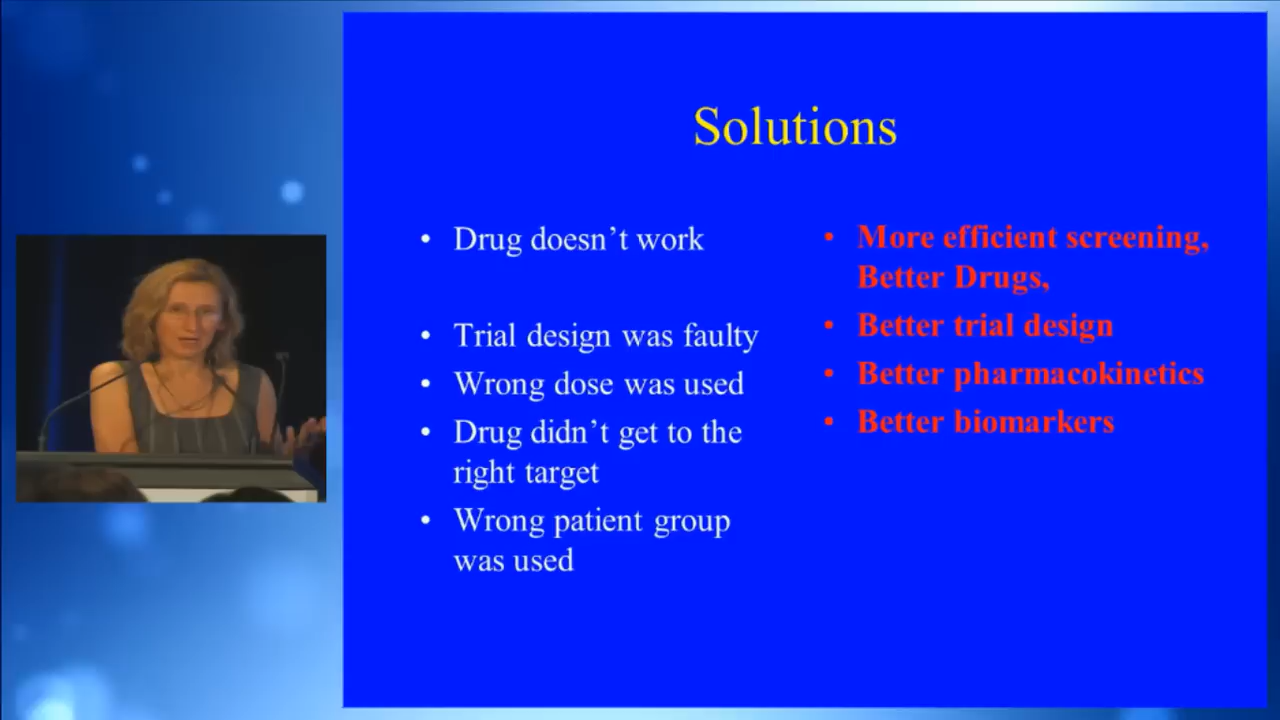 Solutions
• Drug doesn’t work
• Trial design was faulty
• Wrong dose was used
• Drug didn’t get to the
right target
• Wrong patient group
was used
• More efficient screening,
Better Drugs,
• Better trial design
• Better pharmacokinetics
• Better biomarkers